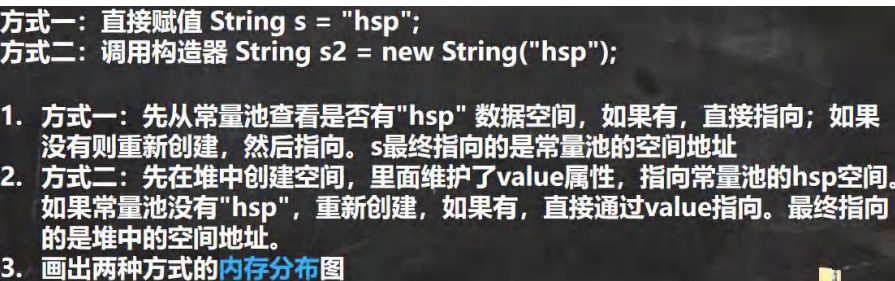 方式一：直接赋值 String s = "hsp";
方式二：调用构造器 String s2 = new String("hsp");
1. 方式一：先从常量池查看是否有"hsp" 数据空间，如果有，直接指向；如果
没有则重新创建，然后指向。s最终指向的是常量池的空间地址
2. 方式二：先在堆中创建空间，里面维护了value属性，指向常量池的hsp空间。
如果常量池没有"hsp"，重新创建，如果有，直接通过value指向。最终指向
的是堆中的空间地址。
3. 画出两种方式的内存分布图